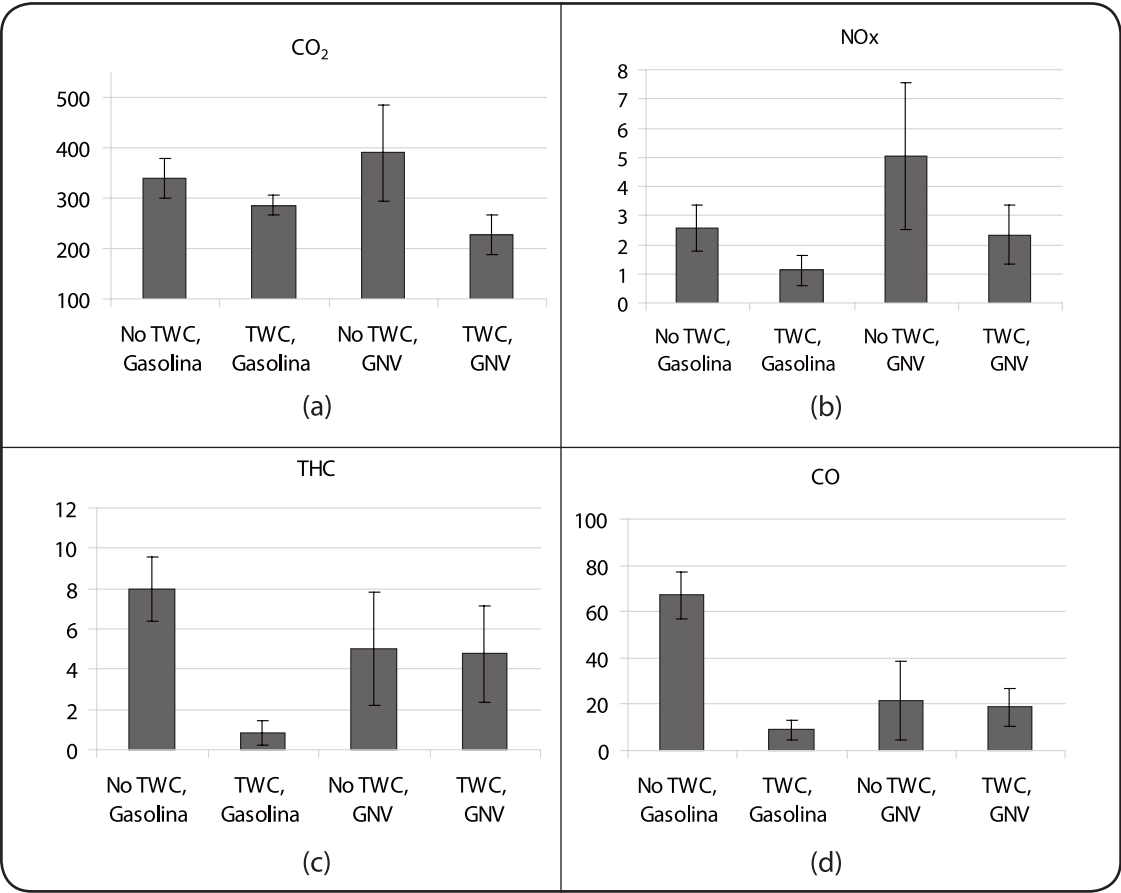 CO₂
500
400
300
200
100
No TWC, TWC, No TWC, TWC,
Gasolina Gasolina GNV GNV
(a)
NOx
8
7
6
5
4
3
2
1
0
No TWC, TWC, No TWC, TWC,
Gasolina Gasolina GNV GNV
(b)
THC
12
10
8
6
4
2
0
No TWC, TWC, No TWC, TWC,
Gasolina Gasolina GNV GNV
(c)
CO
100
80
60
40
20
0
No TWC, TWC, No TWC, TWC,
Gasolina Gasolina GNV GNV
(d)